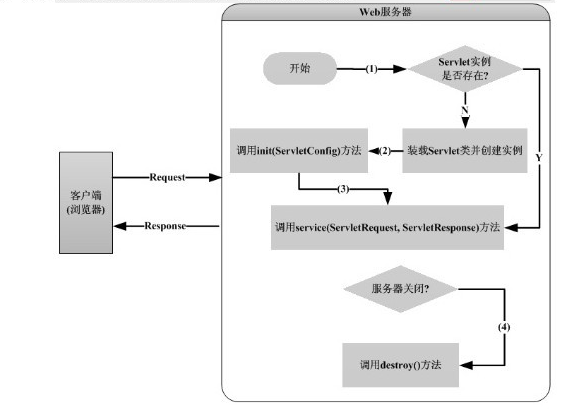 Web服务器
开始
(1)
Servlet实例
是否存在?
N
Y
调用init(ServletConfig)方法
(2)
装载Servlet类并创建实例
(3)
Request
客户端
(浏览器)
Response
调用service(ServletRequest, ServletResponse)方法
服务器关闭?
(4)
调用destroy()方法